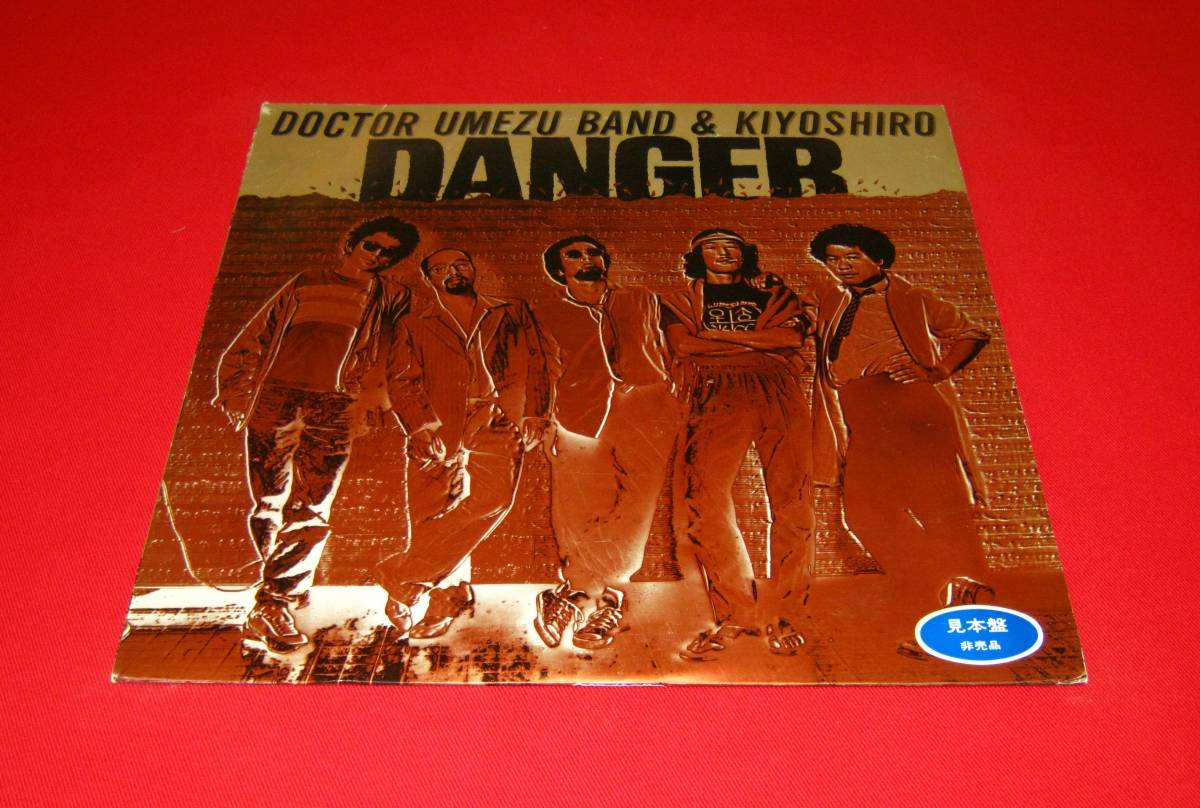 DOCTOR UMEZU BAND & KIYOSHIRO
DANGER
見本盤
非売品